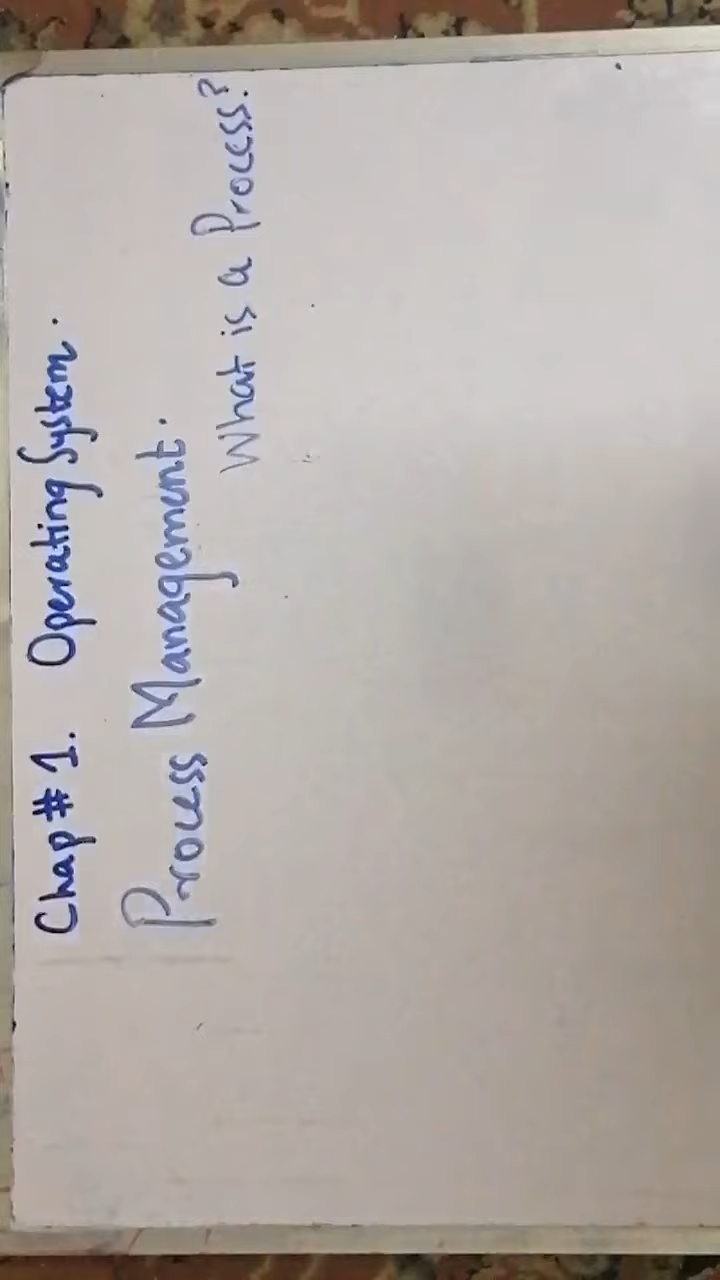 Chap # 1. Operating System.
Process Management.
What is a Process?